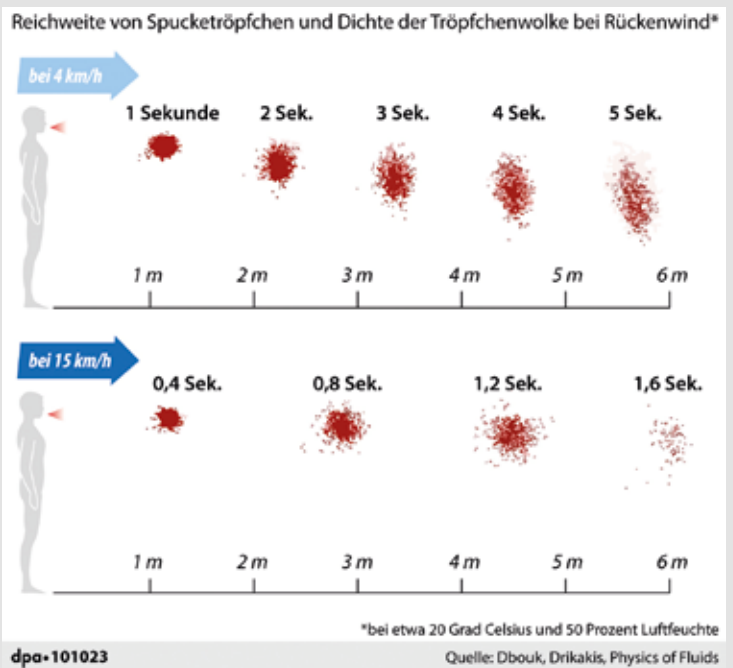 Reichweite von Spucketröpfchen und Dichte der Tröpfchenwolke bei Rückenwind*
bei 4 km/h
1 Sekunde 2 Sek. 3 Sek. 4 Sek. 5 Sek.
1 m 2 m 3 m 4 m 5 m 6 m
bei 15 km/h
0,4 Sek. 0,8 Sek. 1,2 Sek. 1,6 Sek.
1 m 2 m 3 m 4 m 5 m 6 m
*bei etwa 20 Grad Celsius und 50 Prozent Luftfeuchte
dpa•101023 Quelle: Dbouk, Drikakis, Physics of Fluids